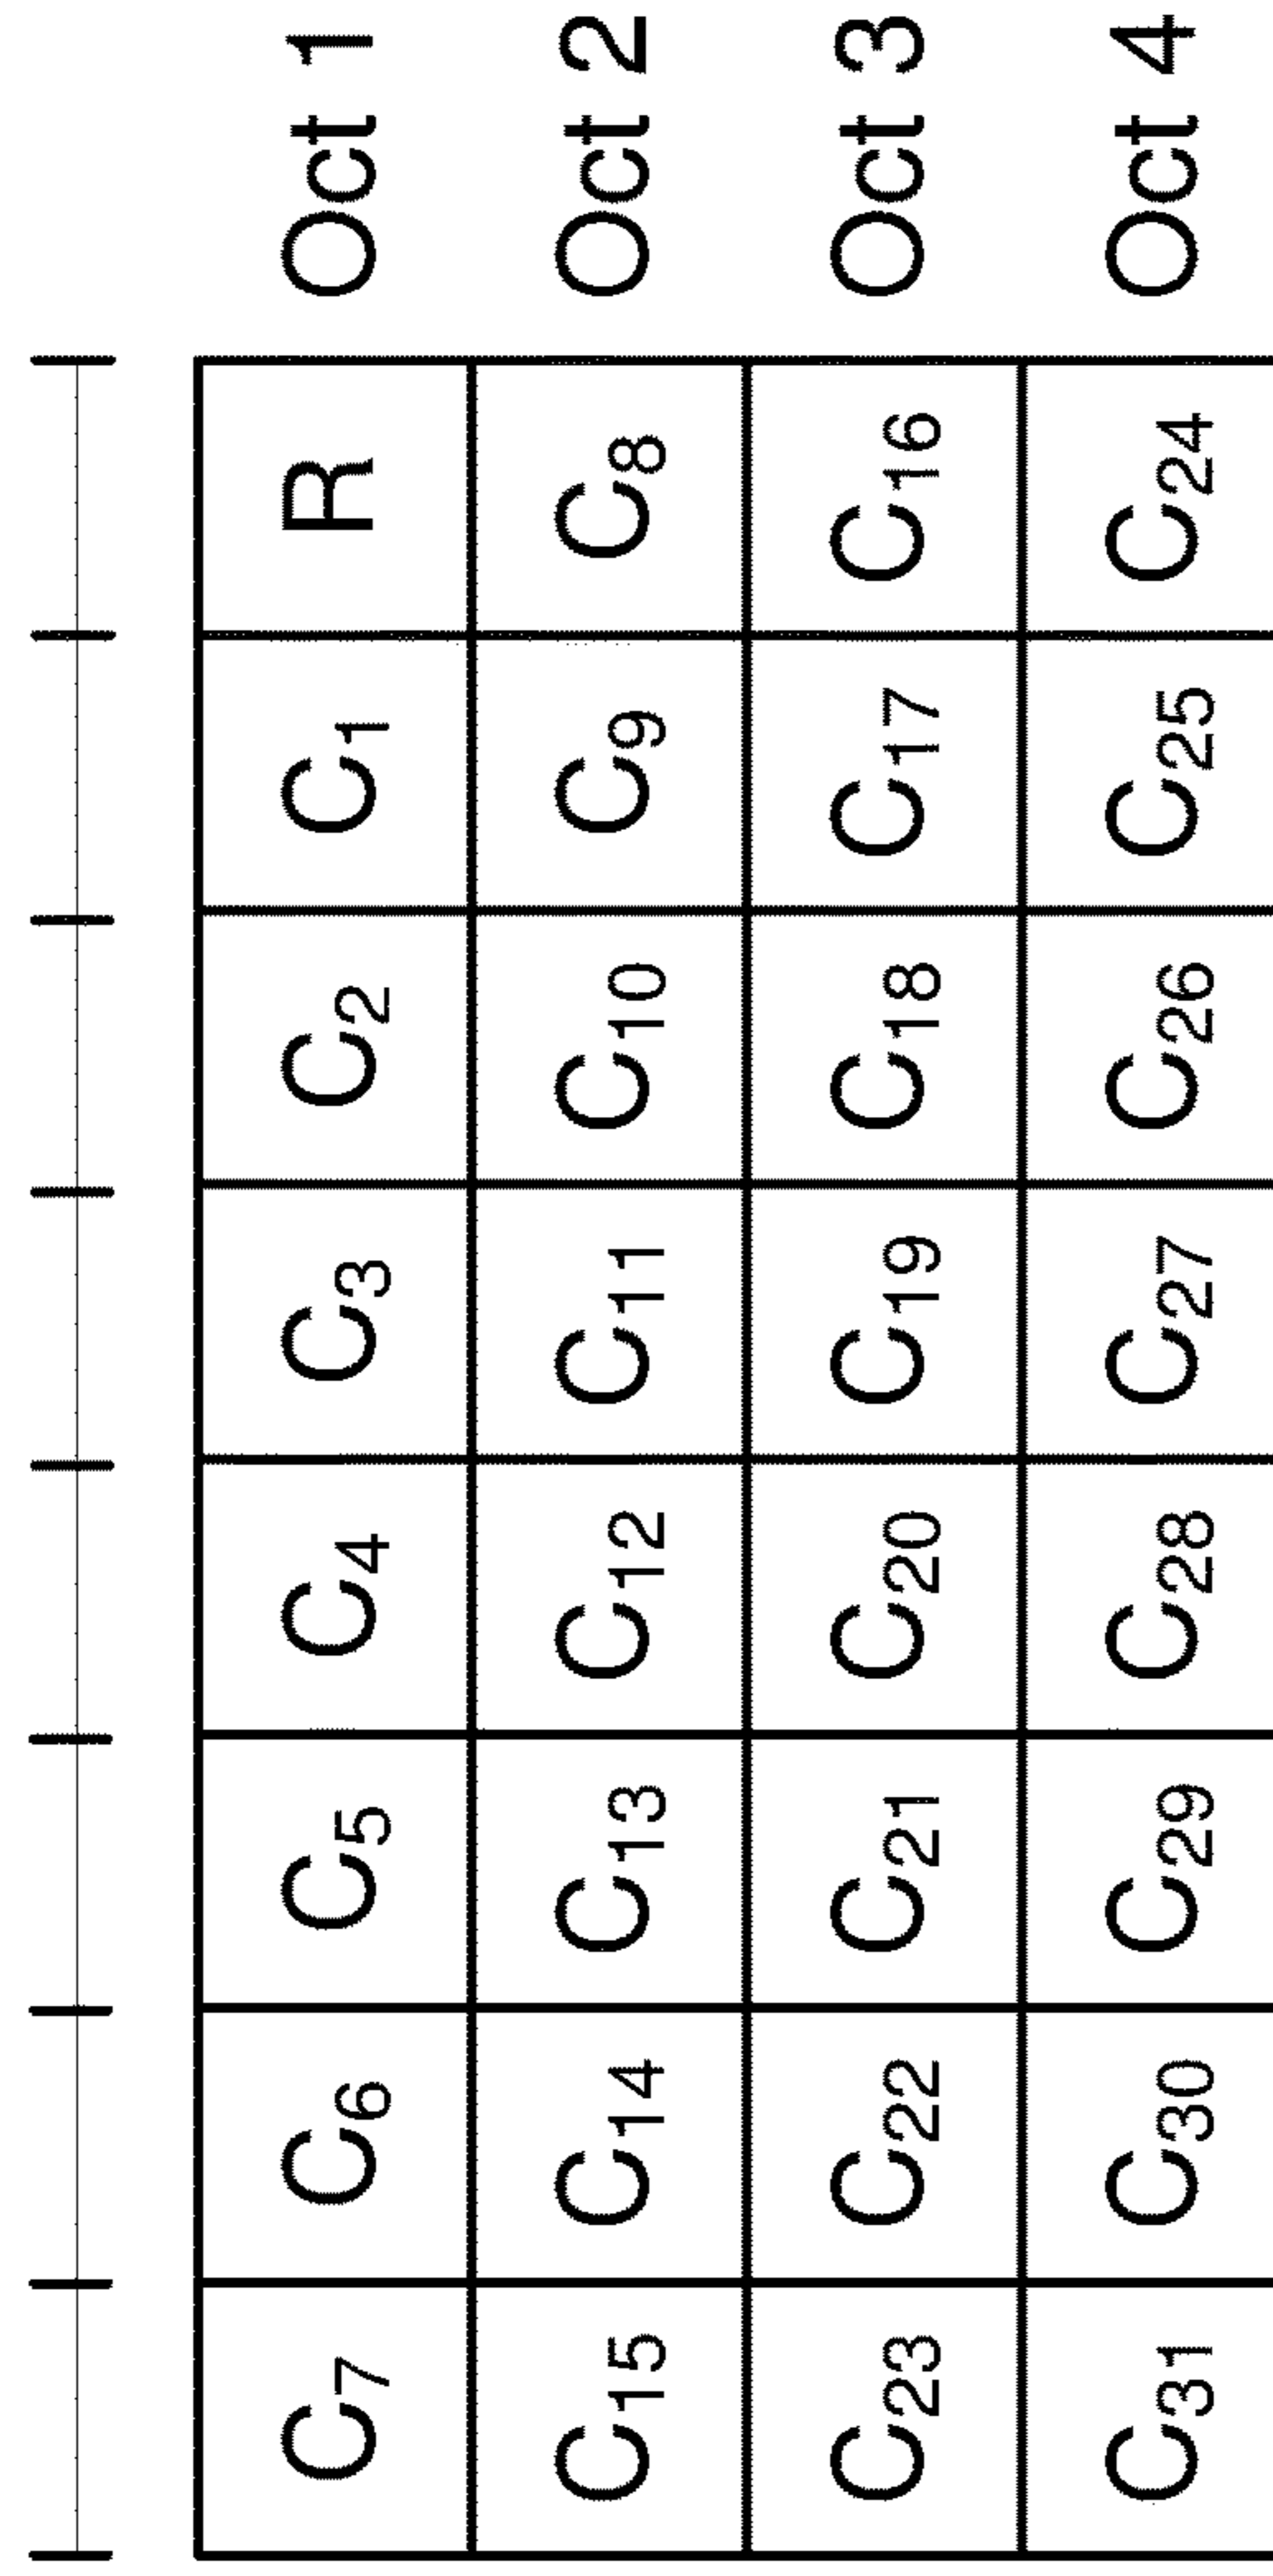 C₇ C₆ C₅ C₄ C₃ C₂ C₁ R Oct 1
C₁₅ C₁₄ C₁₃ C₁₂ C₁₁ C₁₀ C₉ C₈ Oct 2
C₂₃ C₂₂ C₂₁ C₂₀ C₁₉ C₁₈ C₁₇ C₁₆ Oct 3
C₃₁ C₃₀ C₂₉ C₂₈ C₂₇ C₂₆ C₂₅ C₂₄ Oct 4